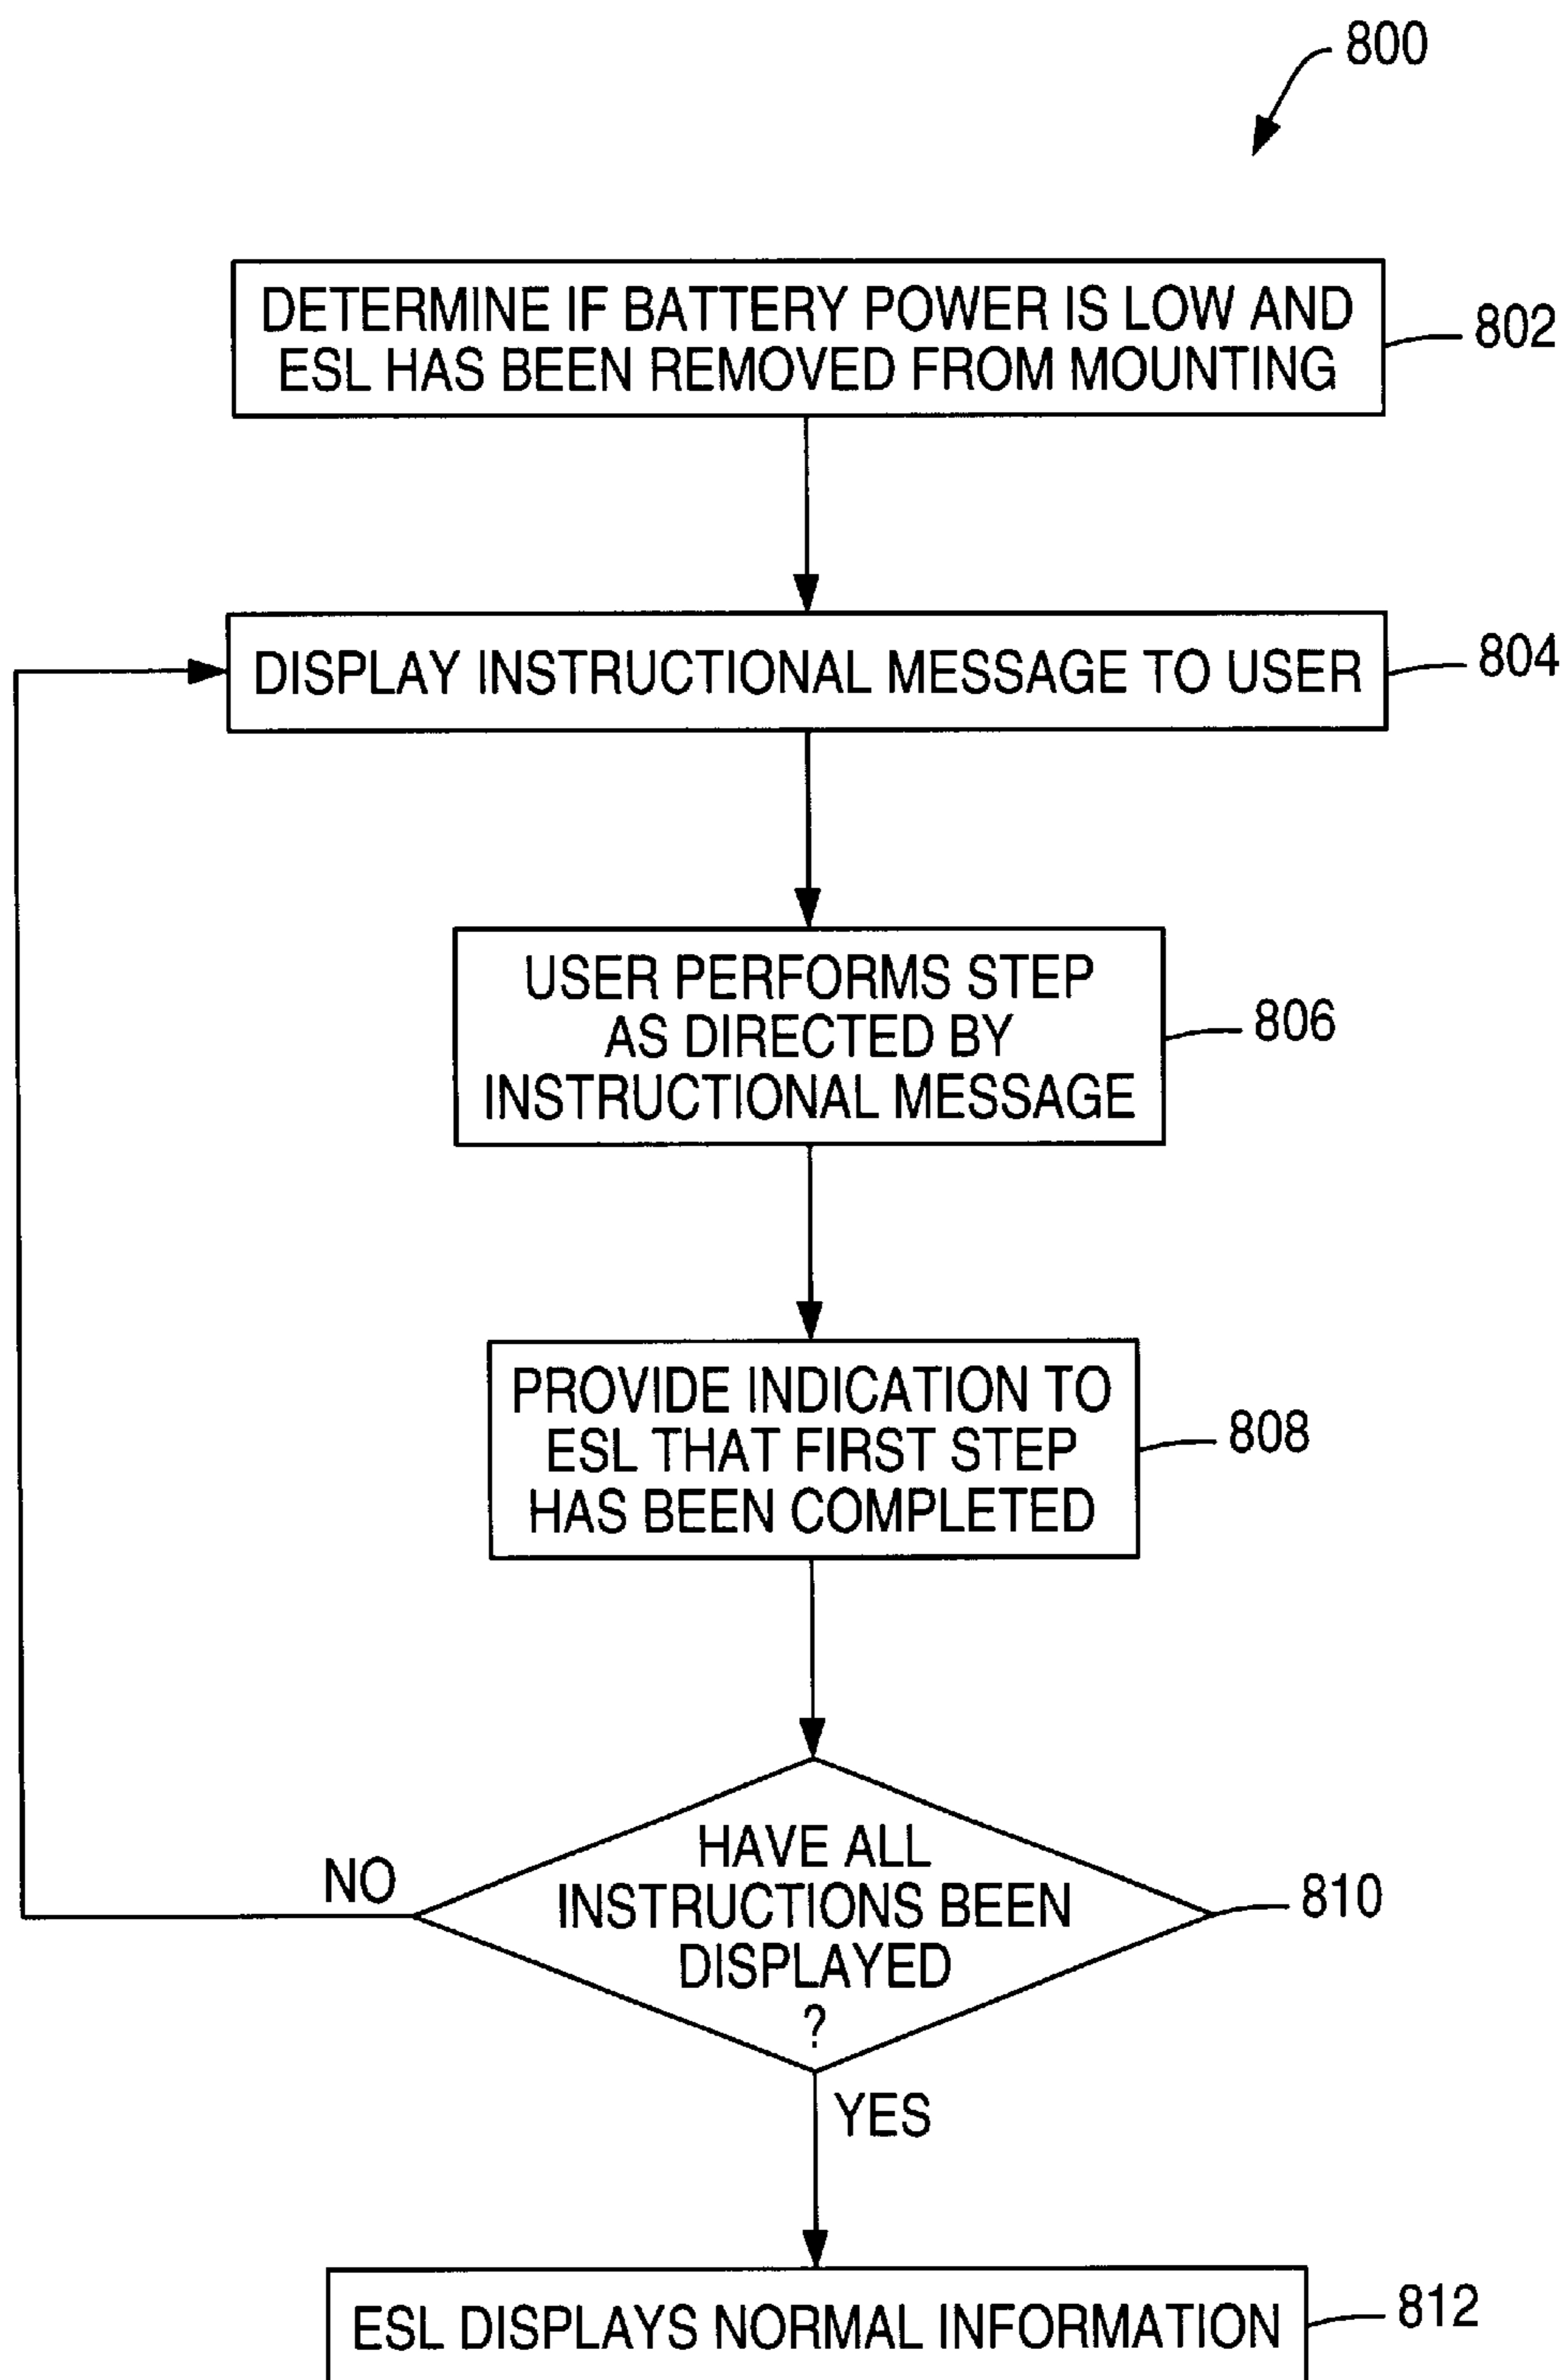 800
DETERMINE IF BATTERY POWER IS LOW AND
ESL HAS BEEN REMOVED FROM MOUNTING
802
DISPLAY INSTRUCTIONAL MESSAGE TO USER
804
USER PERFORMS STEP
AS DIRECTED BY
INSTRUCTIONAL MESSAGE
806
PROVIDE INDICATION TO
ESL THAT FIRST STEP
HAS BEEN COMPLETED
808
HAVE ALL
INSTRUCTIONS BEEN
DISPLAYED
?
810
NO
YES
ESL DISPLAYS NORMAL INFORMATION
812